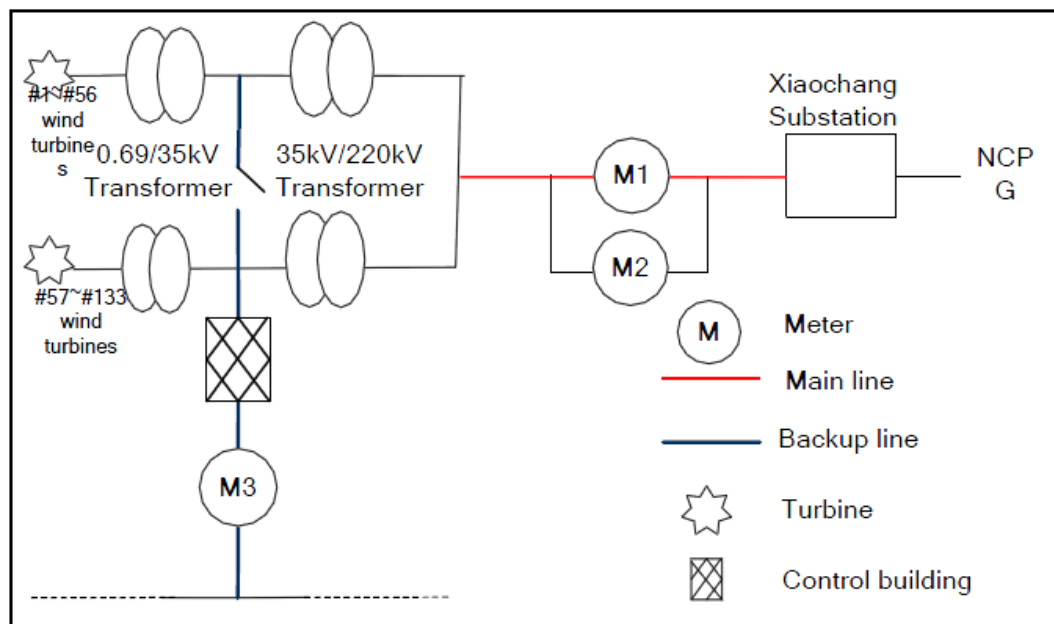 #1~#56
wind
turbine
s
0.69/35kV
Transformer
35kV/220kV
Transformer
#57~#133
wind
turbines
M1
M2
M3
Xiaochang
Substation
NCP
G
M
Meter
Main line
Backup line
Turbine
Control building